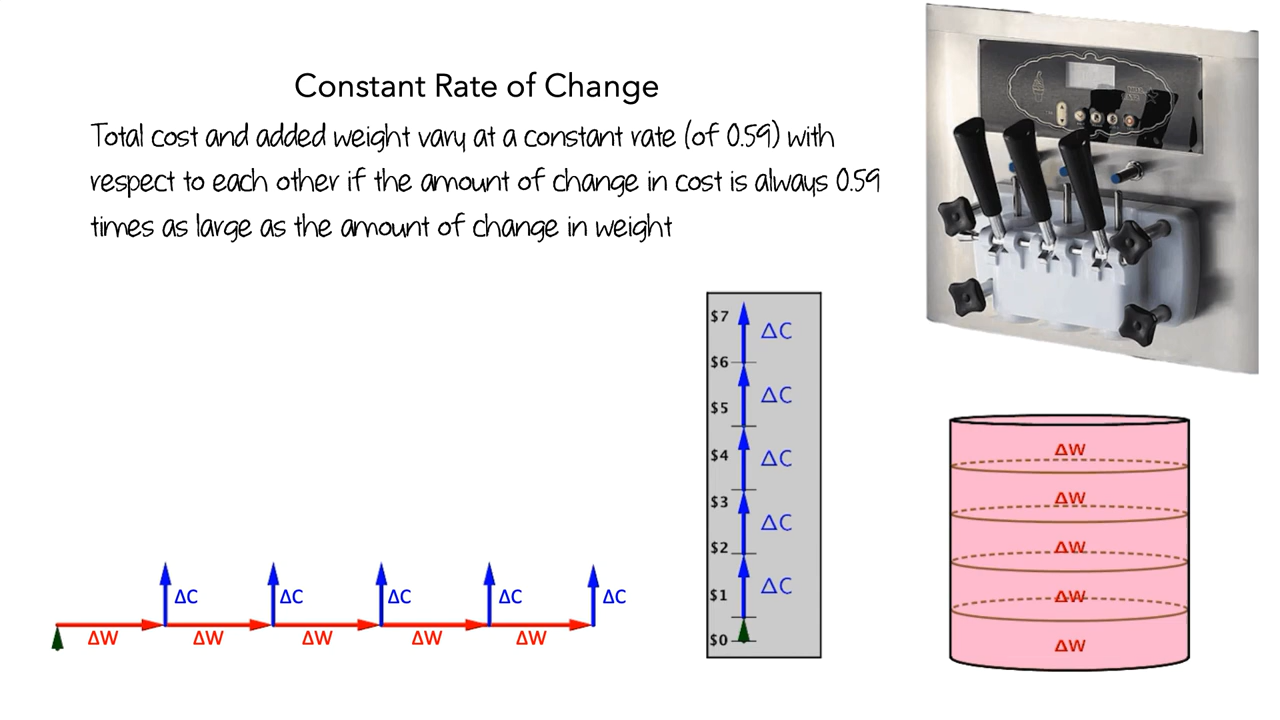 Constant Rate of Change
Total cost and added weight vary at a constant rate (of 0.59) with
respect to each other if the amount of change in cost is always 0.59
times as large as the amount of change in weight
$7
ΔC
$6
ΔC
$5
$4
ΔC
$3
ΔC
$2
ΔC
$1
$0
ΔW
ΔW
ΔW
ΔW
ΔW
ΔC
ΔC
ΔC
ΔC
ΔC
ΔW
ΔW
ΔW
ΔW
ΔW